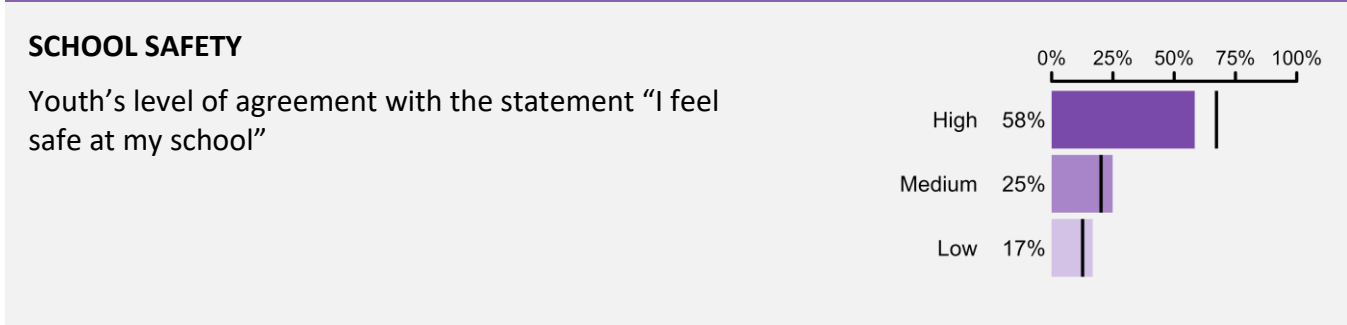 SCHOOL SAFETY
Youth’s level of agreement with the statement “I feel
safe at my school”
0% 25% 50% 75% 100%
High 58%
Medium 25%
Low 17%